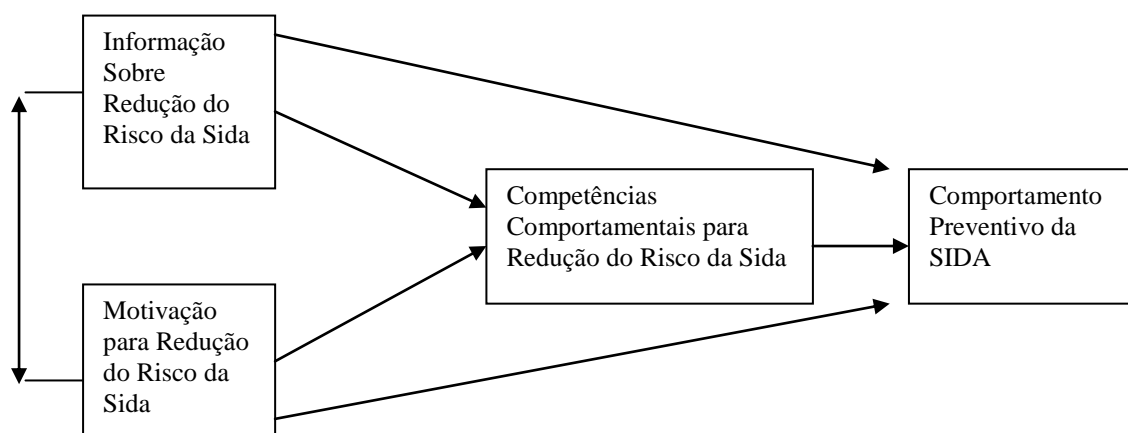 Informação
Sobre
Redução do
Risco da Sida
Competências
Comportamentais para
Redução do Risco da Sida
Comportamento
Preventivo da
SIDA
Motivação
para Redução
do Risco da
Sida